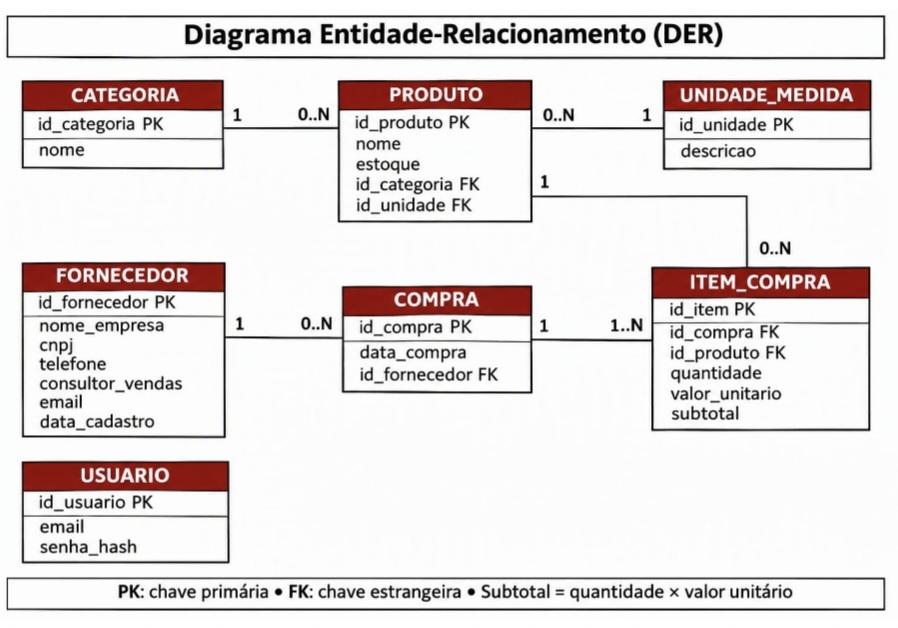 Diagrama Entidade-Relacionamento (DER)
CATEGORIA
id_categoria PK
nome
1
0..N
PRODUTO
id_produto PK
nome
estoque
id_categoria FK
id_unidade FK
0..N
1
UNIDADE_MEDIDA
id_unidade PK
descricao
1
0..N
FORNECEDOR
id_fornecedor PK
nome_empresa
cnpj
telefone
consultor_vendas
email
data_cadastro
1
0..N
COMPRA
id_compra PK
data_compra
id_fornecedor FK
1
1..N
ITEM_COMPRA
id_item PK
id_compra FK
id_produto FK
quantidade
valor_unitario
subtotal
USUARIO
id_usuario PK
email
senha_hash
PK: chave primária • FK: chave estrangeira • Subtotal = quantidade × valor unitário